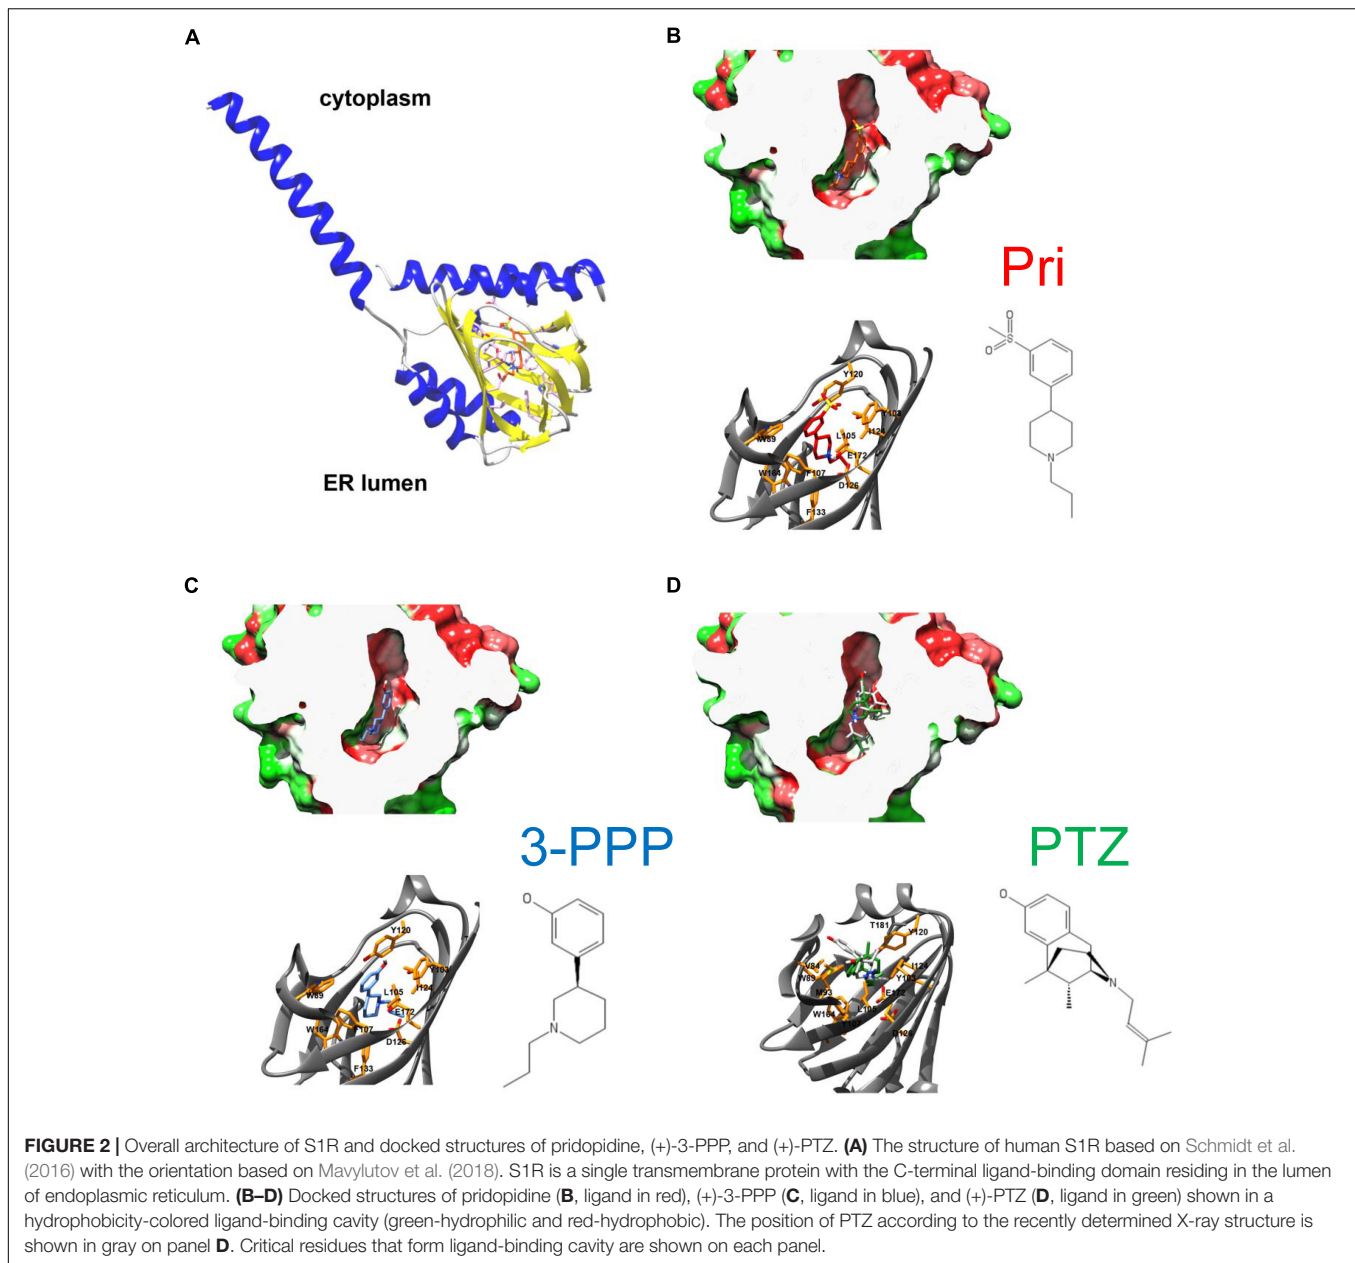 A
cytoplasm
ER lumen
B
Pri
O
S
O
N
Y120
Y103
I124
L105
W89
E172
W164
F107
D126
F133
C
3-PPP
O
N
Y120
Y103
I124
L105
W89
E172
W164
F107
D126
F133
D
PTZ
O
N
T181
Y120
V84
I124
W89
Y103
M93
E172
L105
W164
Y107
D126
FIGURE 2 | Overall architecture of S1R and docked structures of pridopidine, (+)-3-PPP, and (+)-PTZ. (A) The structure of human S1R based on Schmidt et al.
(2016) with the orientation based on Mavylutov et al. (2018). S1R is a single transmembrane protein with the C-terminal ligand-binding domain residing in the lumen
of endoplasmic reticulum. (B–D) Docked structures of pridopidine (B, ligand in red), (+)-3-PPP (C, ligand in blue), and (+)-PTZ (D, ligand in green) shown in a
hydrophobicity-colored ligand-binding cavity (green-hydrophilic and red-hydrophobic). The position of PTZ according to the recently determined X-ray structure is
shown in gray on panel D. Critical residues that form ligand-binding cavity are shown on each panel.